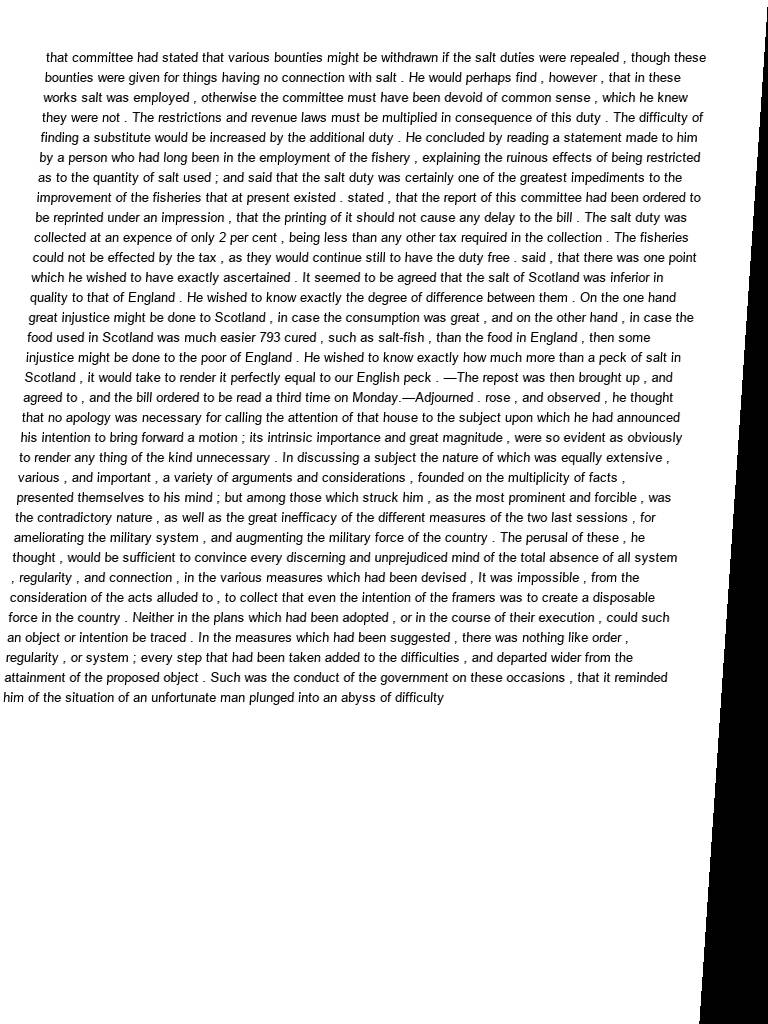 that committee had stated that various bounties might be withdrawn if the salt duties were repealed , though these
bounties were given for things having no connection with salt . He would perhaps find , however , that in these
works salt was employed , otherwise the committee must have been devoid of common sense , which he knew
they were not . The restrictions and revenue laws must be multiplied in consequence of this duty . The difficulty of
finding a substitute would be increased by the additional duty . He concluded by reading a statement made to him
by a person who had long been in the employment of the fishery , explaining the ruinous effects of being restricted
as to the quantity of salt used ; and said that the salt duty was certainly one of the greatest impediments to the
improvement of the fisheries that at present existed . stated , that the report of this committee had been ordered to
be reprinted under an impression , that the printing of it should not cause any delay to the bill . The salt duty was
collected at an expence of only 2 per cent , being less than any other tax required in the collection . The fisheries
could not be effected by the tax , as they would continue still to have the duty free . said , that there was one point
which he wished to have exactly ascertained . It seemed to be agreed that the salt of Scotland was inferior in
quality to that of England . He wished to know exactly the degree of difference between them . On the one hand
great injustice might be done to Scotland , in case the consumption was great , and on the other hand , in case the
food used in Scotland was much easier 793 cured , such as salt-fish , than the food in England , then some
injustice might be done to the poor of England . He wished to know exactly how much more than a peck of salt in
Scotland , it would take to render it perfectly equal to our English peck . —The repost was then brought up , and
agreed to , and the bill ordered to be read a third time on Monday.—Adjourned . rose , and observed , he thought
that no apology was necessary for calling the attention of that house to the subject upon which he had announced
his intention to bring forward a motion ; its intrinsic importance and great magnitude , were so evident as obviously
to render any thing of the kind unnecessary . In discussing a subject the nature of which was equally extensive ,
various , and important , a variety of arguments and considerations , founded on the multiplicity of facts ,
presented themselves to his mind ; but among those which struck him , as the most prominent and forcible , was
the contradictory nature , as well as the great inefficacy of the different measures of the two last sessions , for
ameliorating the military system , and augmenting the military force of the country . The perusal of these , he
thought , would be sufficient to convince every discerning and unprejudiced mind of the total absence of all system
, regularity , and connection , in the various measures which had been devised , It was impossible , from the
consideration of the acts alluded to , to collect that even the intention of the framers was to create a disposable
force in the country . Neither in the plans which had been adopted , or in the course of their execution , could such
an object or intention be traced . In the measures which had been suggested , there was nothing like order ,
regularity , or system ; every step that had been taken added to the difficulties , and departed wider from the
attainment of the proposed object . Such was the conduct of the government on these occasions , that it reminded
him of the situation of an unfortunate man plunged into an abyss of difficulty